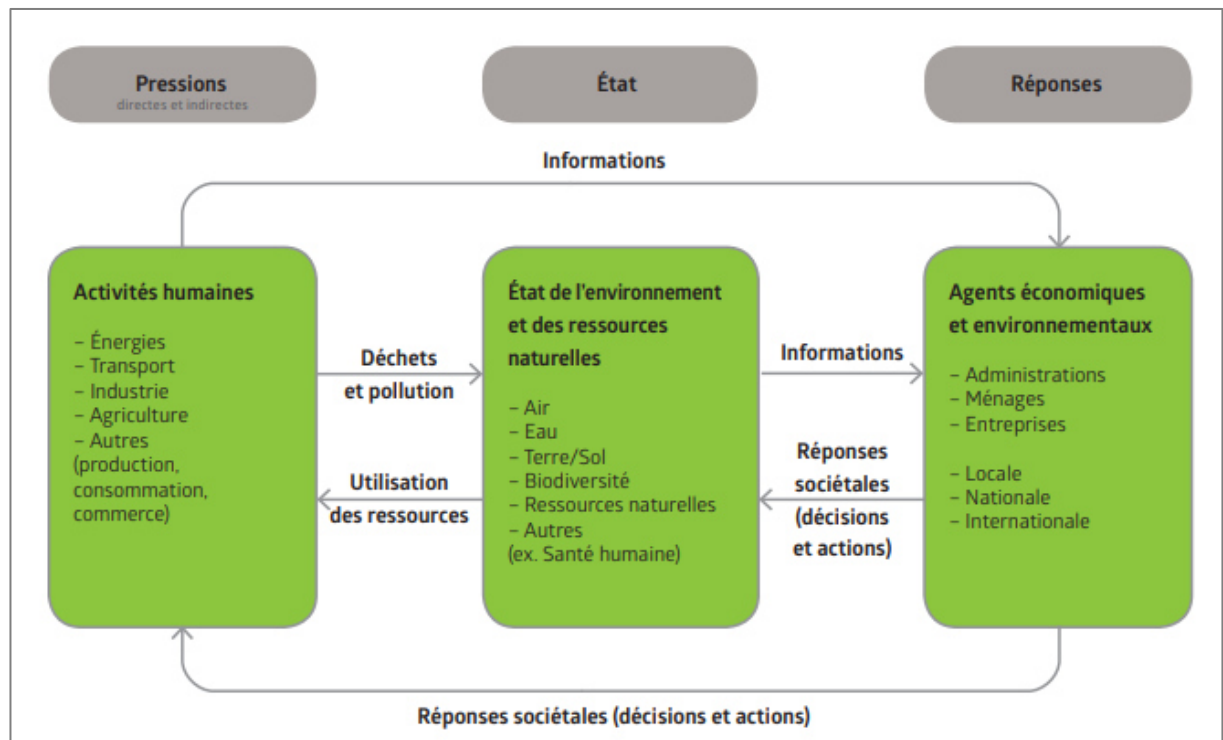 Pressions
directes et indirectes
État
Réponses
Informations
Activités humaines
– Énergies
– Transport
– Industrie
– Agriculture
– Autres
(production,
consommation,
commerce)
Déchets
et pollution
Utilisation
des ressources
État de l'environnement
et des ressources
naturelles
– Air
– Eau
– Terre/Sol
– Biodiversité
– Ressources naturelles
– Autres
(ex. Santé humaine)
Informations
Réponses
sociétales
(décisions
et actions)
Agents économiques
et environnementaux
– Administrations
– Ménages
– Entreprises
– Locale
– Nationale
– Internationale
Réponses sociétales (décisions et actions)